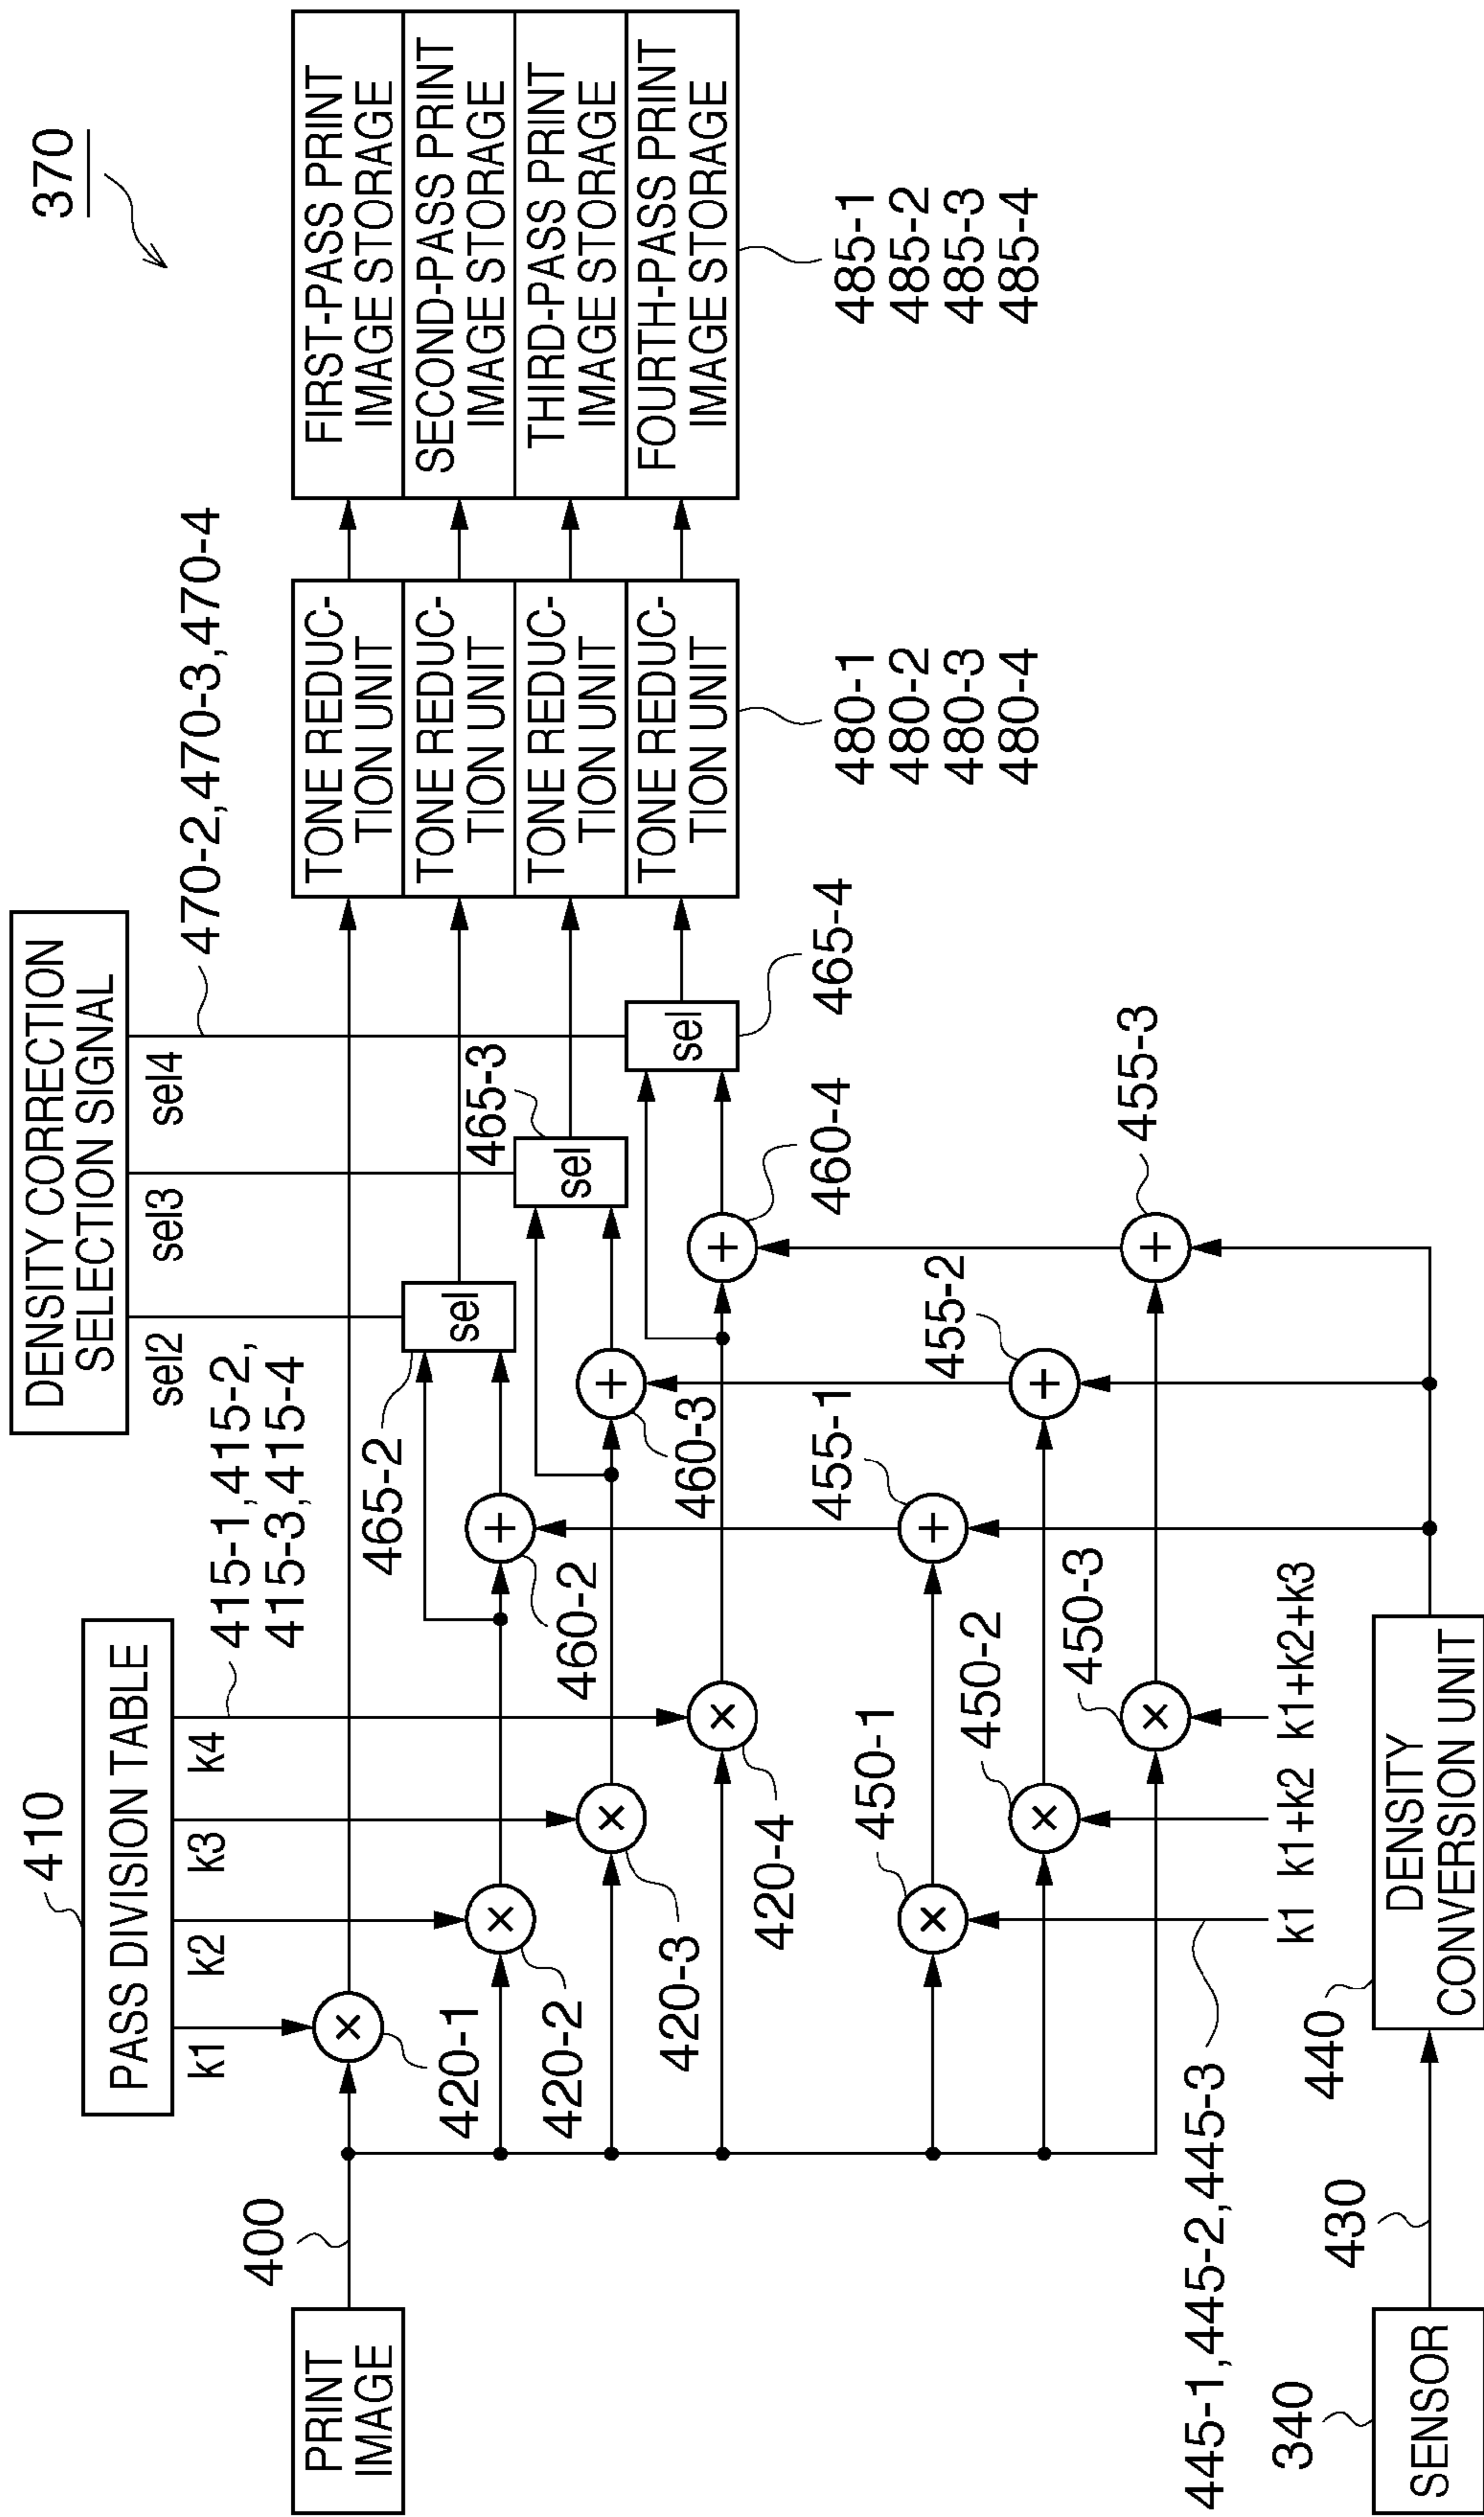 370
PRINT
IMAGE
400
PASS DIVISION TABLE
410
k1
k2
k3
k4
415-1,415-2,
415-3,415-4
DENSITY CORRECTION
SELECTION SIGNAL
sel2
sel3
sel4
470-2,470-3,470-4
×
420-1
×
420-2
×
420-3
×
420-4
+
460-2
+
460-3
+
460-4
sel
465-2
sel
465-3
sel
465-4
TONE REDUC-
TION UNIT
TONE REDUC-
TION UNIT
TONE REDUC-
TION UNIT
TONE REDUC-
TION UNIT
480-1
480-2
480-3
480-4
FIRST-PASS PRINT
IMAGE STORAGE
SECOND-PASS PRINT
IMAGE STORAGE
THIRD-PASS PRINT
IMAGE STORAGE
FOURTH-PASS PRINT
IMAGE STORAGE
485-1
485-2
485-3
485-4
×
450-1
×
450-2
×
450-3
+
455-1
+
455-2
+
455-3
k1
k1+k2
k1+k2+k3
445-1,445-2,445-3
SENSOR
340
430
DENSITY
CONVERSION UNIT
440